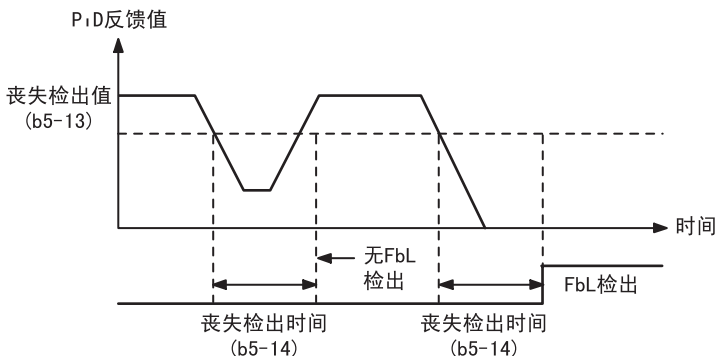 PID反馈值
丧失检出值
(b5-13)
时间
无FbL
检出
FbL检出
丧失检出时间
(b5-14)
丧失检出时间
(b5-14)